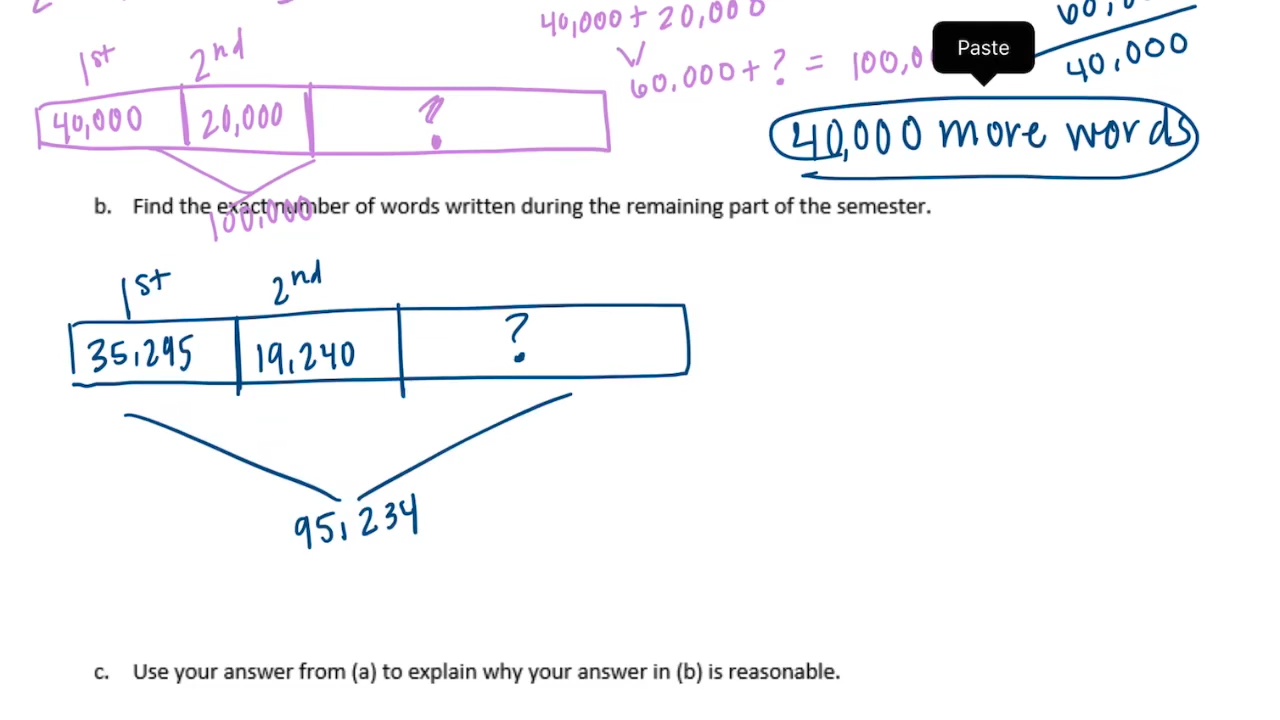 40,000 + 20,000
1st 2nd
60,000 + ? = 100,0
Paste
40,000
40,000 20,000 ?
40,000 more words
100,000
b. Find the exact number of words written during the remaining part of the semester.
1st 2nd
35,295 19,240 ?
95,234
c. Use your answer from (a) to explain why your answer in (b) is reasonable.